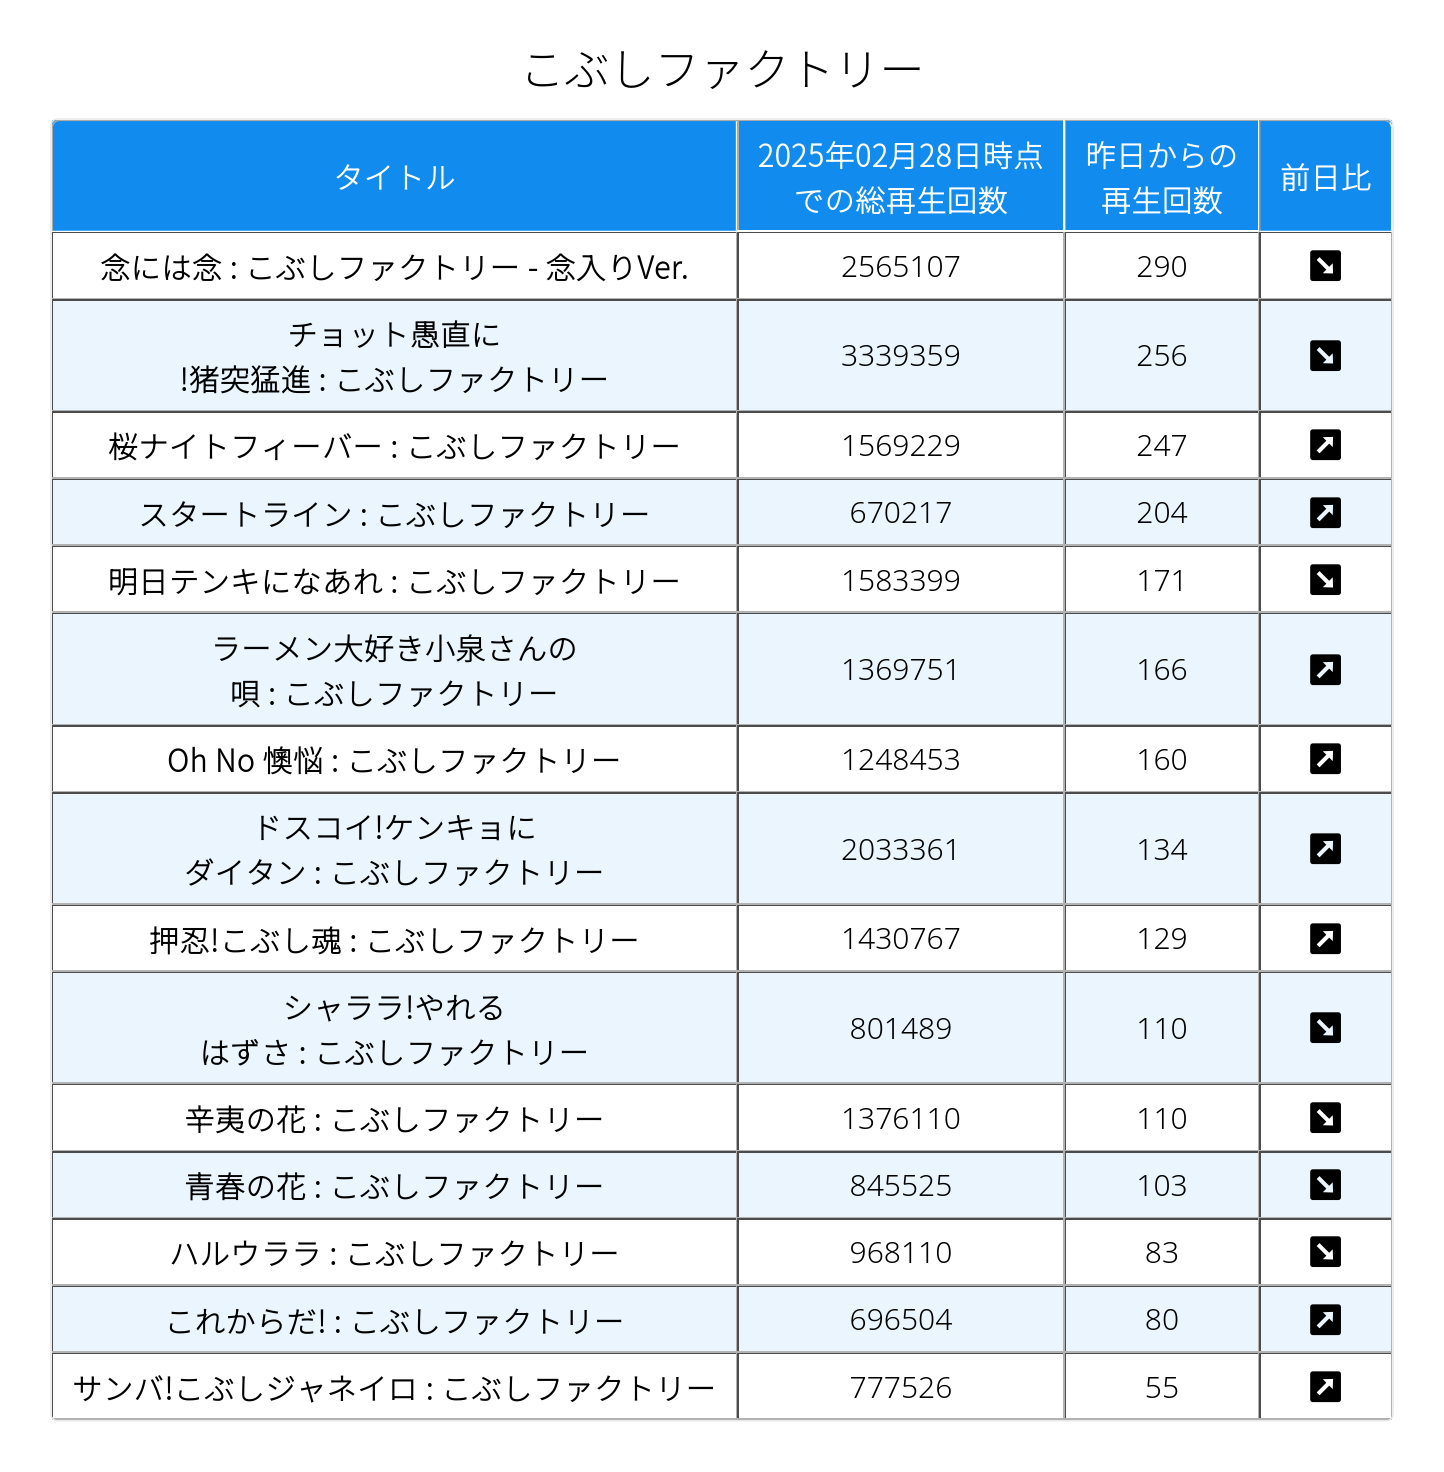 こぶしファクトリー
タイトル
2025年02月28日時点
での総再生回数
昨日からの
再生回数
前日比
念には念 : こぶしファクトリー - 念入りVer.
2565107
290
チョット愚直に
!猪突猛進 : こぶしファクトリー
3339359
256
桜ナイトフィーバー : こぶしファクトリー
1569229
247
スタートライン : こぶしファクトリー
670217
204
明日テンキになあれ : こぶしファクトリー
1583399
171
ラーメン大好き小泉さんの
唄 : こぶしファクトリー
1369751
166
Oh No 懊悩 : こぶしファクトリー
1248453
160
ドスコイ!ケンキョに
ダイタン : こぶしファクトリー
2033361
134
押忍!こぶし魂 : こぶしファクトリー
1430767
129
シャララ!やれる
はずさ : こぶしファクトリー
801489
110
辛夷の花 : こぶしファクトリー
1376110
110
青春の花 : こぶしファクトリー
845525
103
ハルウララ : こぶしファクトリー
968110
83
これからだ! : こぶしファクトリー
696504
80
サンバ!こぶしジャネイロ : こぶしファクトリー
777526
55